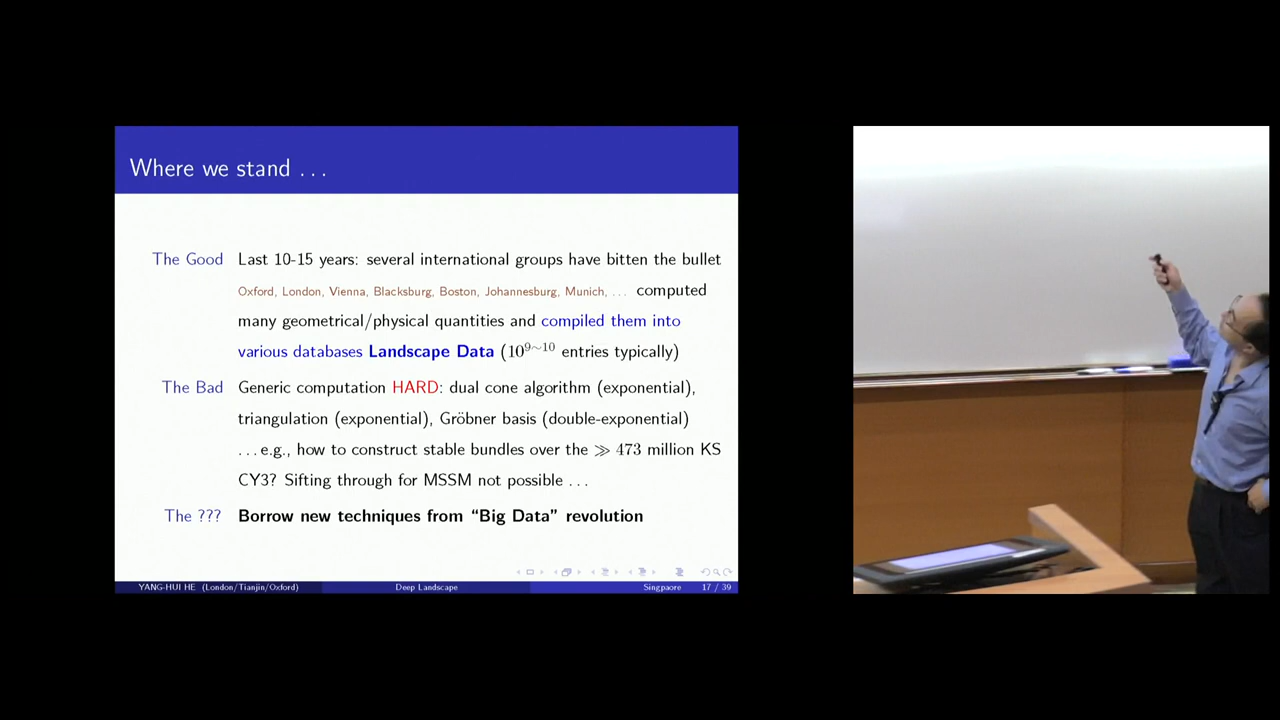 Where we stand ...
The Good Last 10-15 years: several international groups have bitten the bullet
Oxford, London, Vienna, Blacksburg, Boston, Johannesburg, Munich, ... computed
many geometrical/physical quantities and compiled them into
various databases Landscape Data (10^9~10 entries typically)
The Bad Generic computation HARD: dual cone algorithm (exponential),
triangulation (exponential), Gröbner basis (double-exponential)
... e.g., how to construct stable bundles over the ≫ 473 million KS
CY3? Sifting through for MSSM not possible ...
The ??? Borrow new techniques from “Big Data” revolution
YANG-HUI HE (London/Tianjin/Oxford) Deep Landscape Singpaore 17 / 39